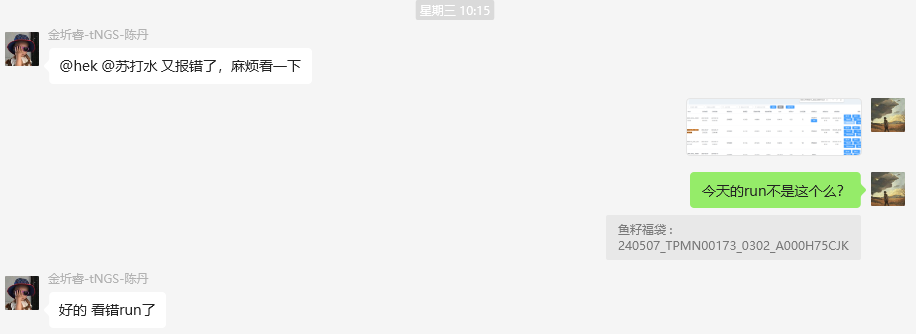 星期三 10:15
金圻睿-tNGS-陈丹
@hek @苏打水 又报错了，麻烦看一下
今天的run不是这个么？
鱼籽福袋：
240507_TPMN00173_0302_A000H75CJK
金圻睿-tNGS-陈丹
好的 看错run了